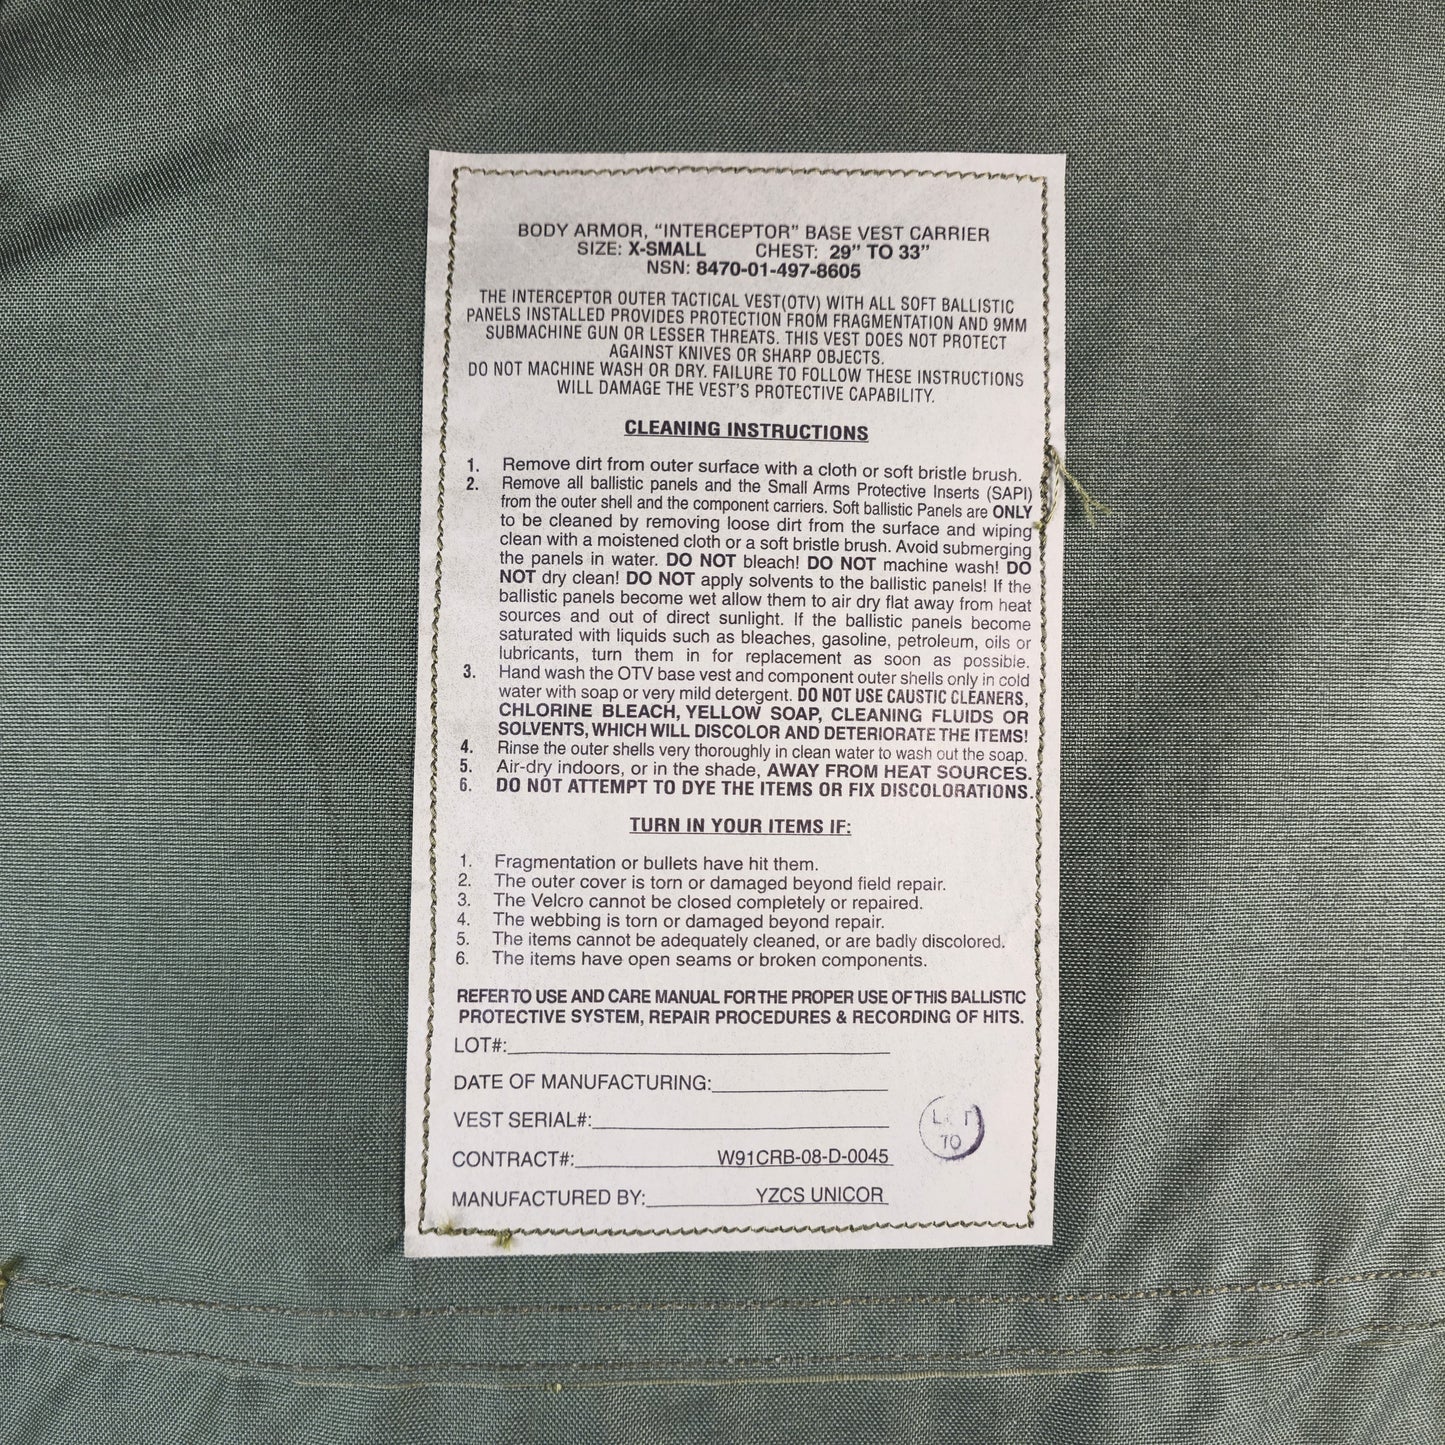 BODY ARMOR, “INTERCEPTOR” BASE VEST CARRIER
SIZE: X-SMALL CHEST: 29” TO 33”
NSN: 8470-01-497-8605
THE INTERCEPTOR OUTER TACTICAL VEST(OTV) WITH ALL SOFT BALLISTIC
PANELS INSTALLED PROVIDES PROTECTION FROM FRAGMENTATION AND 9MM
SUBMACHINE GUN OR LESSER THREATS. THIS VEST DOES NOT PROTECT
AGAINST KNIVES OR SHARP OBJECTS.
DO NOT MACHINE WASH OR DRY. FAILURE TO FOLLOW THESE INSTRUCTIONS
WILL DAMAGE THE VEST’S PROTECTIVE CAPABILITY.
CLEANING INSTRUCTIONS
1. Remove dirt from outer surface with a cloth or soft bristle brush.
2. Remove all ballistic panels and the Small Arms Protective Inserts (SAPI)
from the outer shell and the component carriers. Soft ballistic Panels are ONLY
to be cleaned by removing loose dirt from the surface and wiping
clean with a moistened cloth or a soft bristle brush. Avoid submerging
the panels in water. DO NOT bleach! DO NOT machine wash! DO
NOT dry clean! DO NOT apply solvents to the ballistic panels! If the
ballistic panels become wet allow them to air dry flat away from heat
sources and out of direct sunlight. If the ballistic panels become
saturated with liquids such as bleaches, gasoline, petroleum, oils or
lubricants, turn them in for replacement as soon as possible.
3. Hand wash the OTV base vest and component outer shells only in cold
water with soap or very mild detergent. DO NOT USE CAUSTIC CLEANERS,
CHLORINE BLEACH, YELLOW SOAP, CLEANING FLUIDS OR
SOLVENTS, WHICH WILL DISCOLOR AND DETERIORATE THE ITEMS!
4. Rinse the outer shells very thoroughly in clean water to wash out the soap.
5. Air-dry indoors, or in the shade, AWAY FROM HEAT SOURCES.
6. DO NOT ATTEMPT TO DYE THE ITEMS OR FIX DISCOLORATIONS.
TURN IN YOUR ITEMS IF:
1. Fragmentation or bullets have hit them.
2. The outer cover is torn or damaged beyond field repair.
3. The Velcro cannot be closed completely or repaired.
4. The webbing is torn or damaged beyond repair.
5. The items cannot be adequately cleaned, or are badly discolored.
6. The items have open seams or broken components.
REFER TO USE AND CARE MANUAL FOR THE PROPER USE OF THIS BALLISTIC
PROTECTIVE SYSTEM, REPAIR PROCEDURES & RECORDING OF HITS.
LOT#:
DATE OF MANUFACTURING:
VEST SERIAL#:
CONTRACT#: W91CRB-08-D-0045
MANUFACTURED BY: YZCS UNICOR
LOT
70